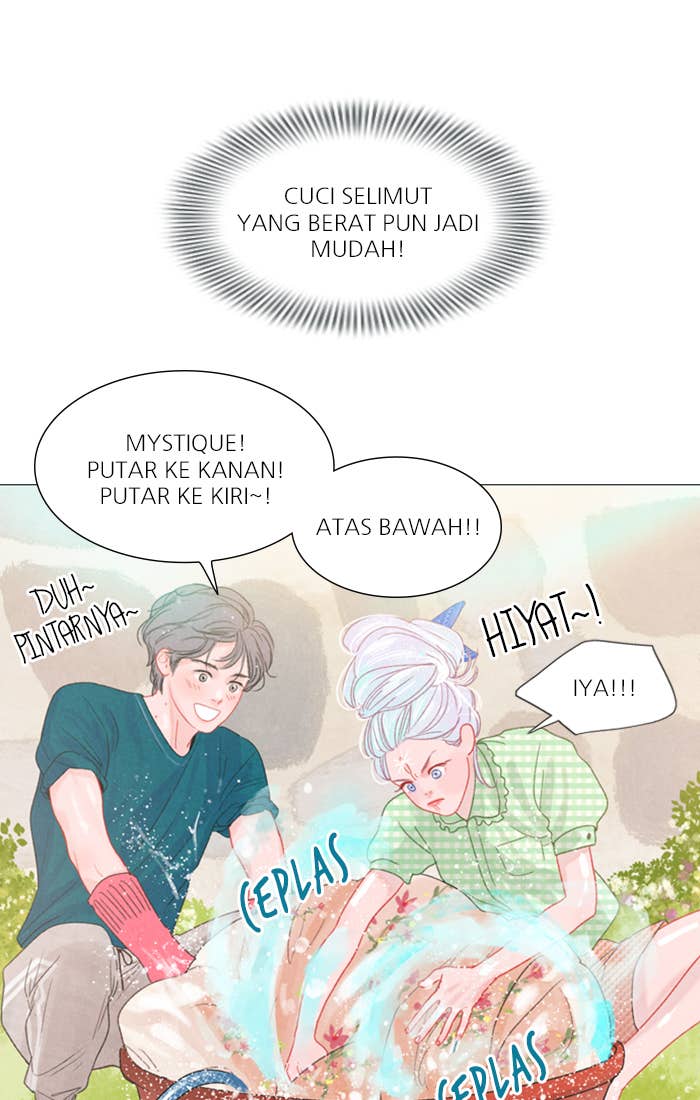 CUCI SELIMUT
YANG BERAT PUN JADI
MUDAH!
MYSTIQUE!
PUTAR KE KANAN!
PUTAR KE KIRI~!
ATAS BAWAH!!
DUH~
PINTARNYA~
HIYAT~!
IYA!!!
CEPLAS
CEPLAS